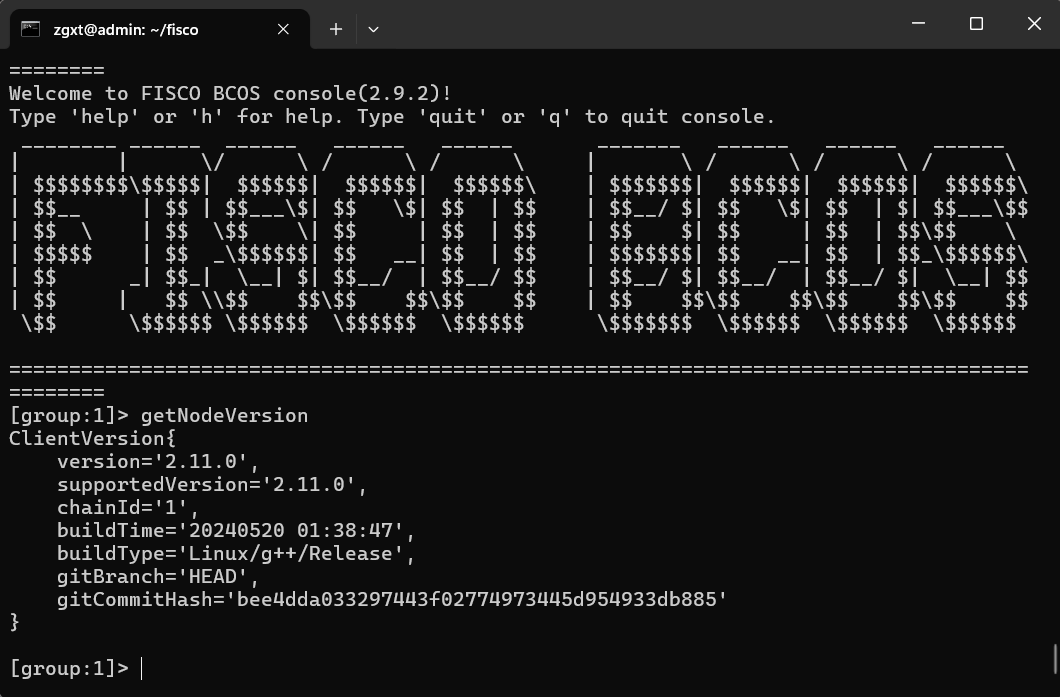 zgxt@admin: ~/fisco
========
Welcome to FISCO BCOS console(2.9.2)!
Type 'help' or 'h' for help. Type 'quit' or 'q' to quit console.
 ________ ______  ______   ______   ______       _______   ______   ______   ______
|        |      \/      \ /      \ /      \     |       \ /      \ /      \ /      \
| $$$$$$$$\$$$$$|  $$$$$$|  $$$$$$|  $$$$$$\    | $$$$$$$|  $$$$$$|  $$$$$$|  $$$$$$\
| $$__     | $$ | $$___\$| $$   \$| $$  | $$    | $$__/ $| $$   \$| $$  | $| $$___\$$
| $$  \    | $$  \$$    \| $$     | $$  | $$    | $$    $| $$     | $$  | $$\$$    \
| $$$$$    | $$  _\$$$$$$| $$   __| $$  | $$    | $$$$$$$| $$   __| $$  | $$_\$$$$$$\
| $$      _| $$_|  \__| $| $$__/  | $$__/ $$    | $$__/ $| $$__/  | $$__/ $|  \__| $$
| $$     |   $$ \\$$    $$\$$    $$\$$    $$    | $$    $$\$$    $$\$$    $$\$$    $$
 \$$      \$$$$$$ \$$$$$$  \$$$$$$  \$$$$$$      \$$$$$$$  \$$$$$$  \$$$$$$  \$$$$$$
=====================================================================================
========
[group:1]> getNodeVersion
ClientVersion{
    version='2.11.0',
    supportedVersion='2.11.0',
    chainId='1',
    buildTime='20240520 01:38:47',
    buildType='Linux/g++/Release',
    gitBranch='HEAD',
    gitCommitHash='bee4dda033297443f02774973445d954933db885'
}
[group:1]>